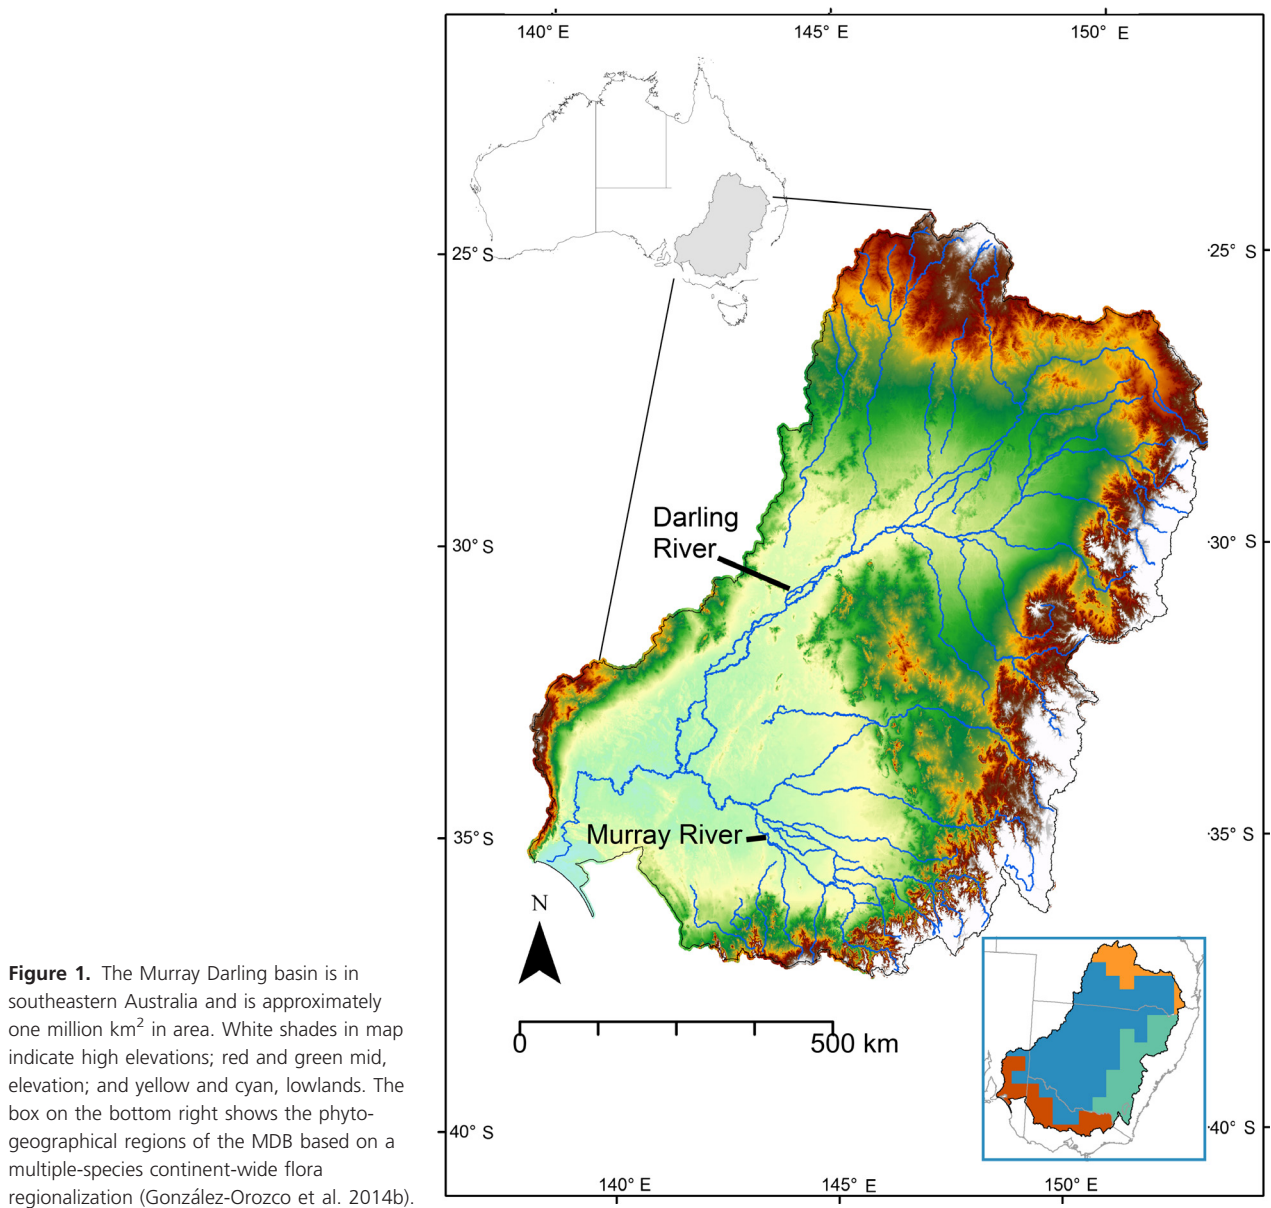 140° E
145° E
150° E
25° S
25° S
Darling
River
30° S
30° S
Murray River
35° S
35° S
N
0
500 km
40° S
40° S
140° E
145° E
150° E
Figure 1. The Murray Darling basin is in
southeastern Australia and is approximately
one million km² in area. White shades in map
indicate high elevations; red and green mid,
elevation; and yellow and cyan, lowlands. The
box on the bottom right shows the phyto-
geographical regions of the MDB based on a
multiple-species continent-wide flora
regionalization (González-Orozco et al. 2014b).